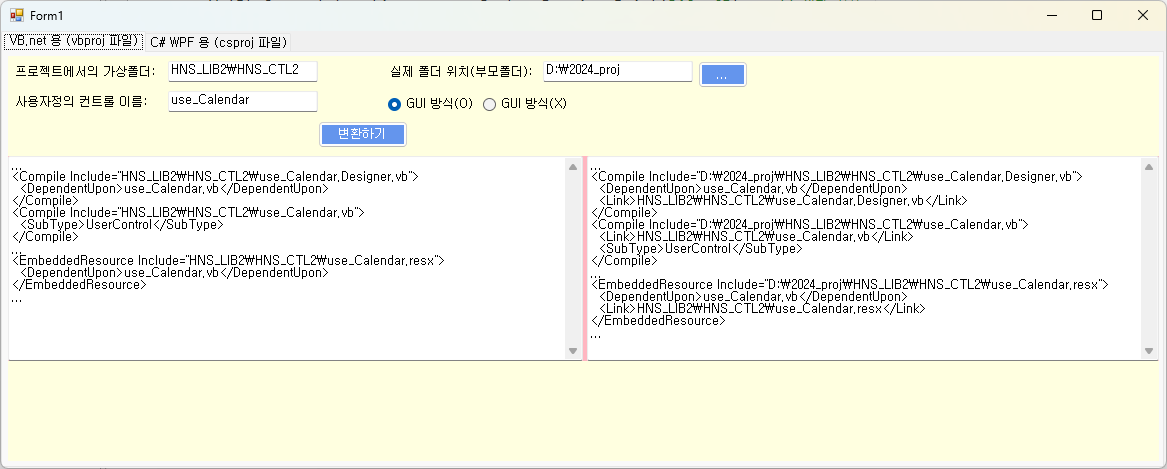 Form1
VB.net 용 (vbproj 파일) C# WPF 용 (csproj 파일)
프로젝트에서의 가상폴더: HNS_LIB2₩HNS_CTL2 실제 폴더 위치(부모폴더): D:₩2024_proj ...
사용자정의 컨트롤 이름: use_Calendar GUI 방식(O) GUI 방식(X)
변환하기
...
<Compile Include="HNS_LIB2₩HNS_CTL2₩use_Calendar.Designer.vb">
<DependentUpon>use_Calendar.vb</DependentUpon>
</Compile>
<Compile Include="HNS_LIB2₩HNS_CTL2₩use_Calendar.vb">
<SubType>UserControl</SubType>
</Compile>
...
<EmbeddedResource Include="HNS_LIB2₩HNS_CTL2₩use_Calendar.resx">
<DependentUpon>use_Calendar.vb</DependentUpon>
</EmbeddedResource>
...
...
<Compile Include="D:₩2024_proj₩HNS_LIB2₩HNS_CTL2₩use_Calendar.Designer.vb">
<DependentUpon>use_Calendar.vb</DependentUpon>
<Link>HNS_LIB2₩HNS_CTL2₩use_Calendar.Designer.vb</Link>
</Compile>
<Compile Include="D:₩2024_proj₩HNS_LIB2₩HNS_CTL2₩use_Calendar.vb">
<Link>HNS_LIB2₩HNS_CTL2₩use_Calendar.vb</Link>
<SubType>UserControl</SubType>
</Compile>
...
<EmbeddedResource Include="D:₩2024_proj₩HNS_LIB2₩HNS_CTL2₩use_Calendar.resx">
<DependentUpon>use_Calendar.vb</DependentUpon>
<Link>HNS_LIB2₩HNS_CTL2₩use_Calendar.resx</Link>
</EmbeddedResource>
...